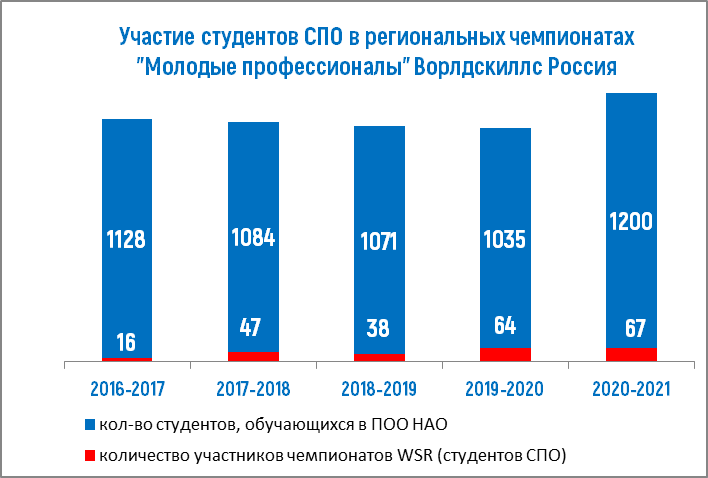 Участие студентов СПО в региональных чемпионатах
"Молодые профессионалы" Ворлдскиллс Россия
1128 1084 1071 1035 1200
16 47 38 64 67
2016-2017 2017-2018 2018-2019 2019-2020 2020-2021
кол-во студентов, обучающихся в ПОО НАО
количество участников чемпионатов WSR (студентов СПО)